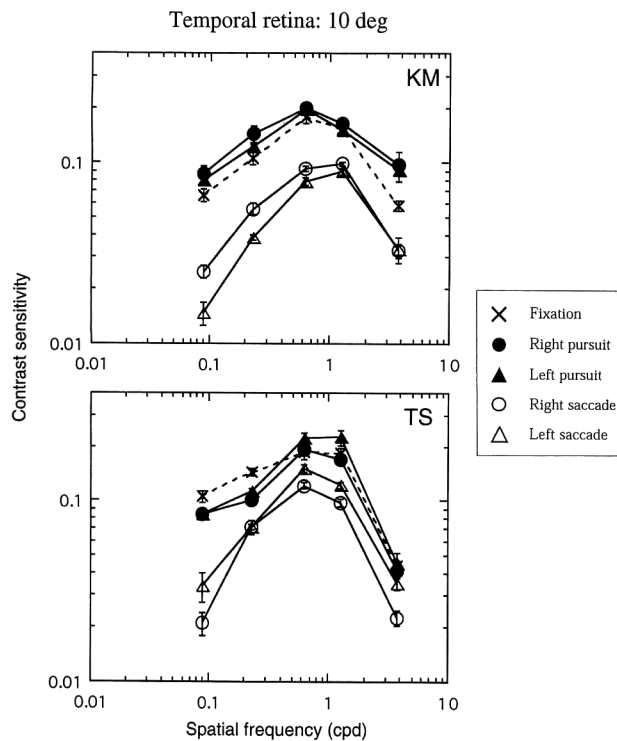 Temporal retina: 10 deg
Contrast sensitivity
KM
0.1
0.01
0.01
0.1
1
10
TS
0.1
0.01
0.01
0.1
1
10
Spatial frequency (cpd)
Fixation
Right pursuit
Left pursuit
Right saccade
Left saccade